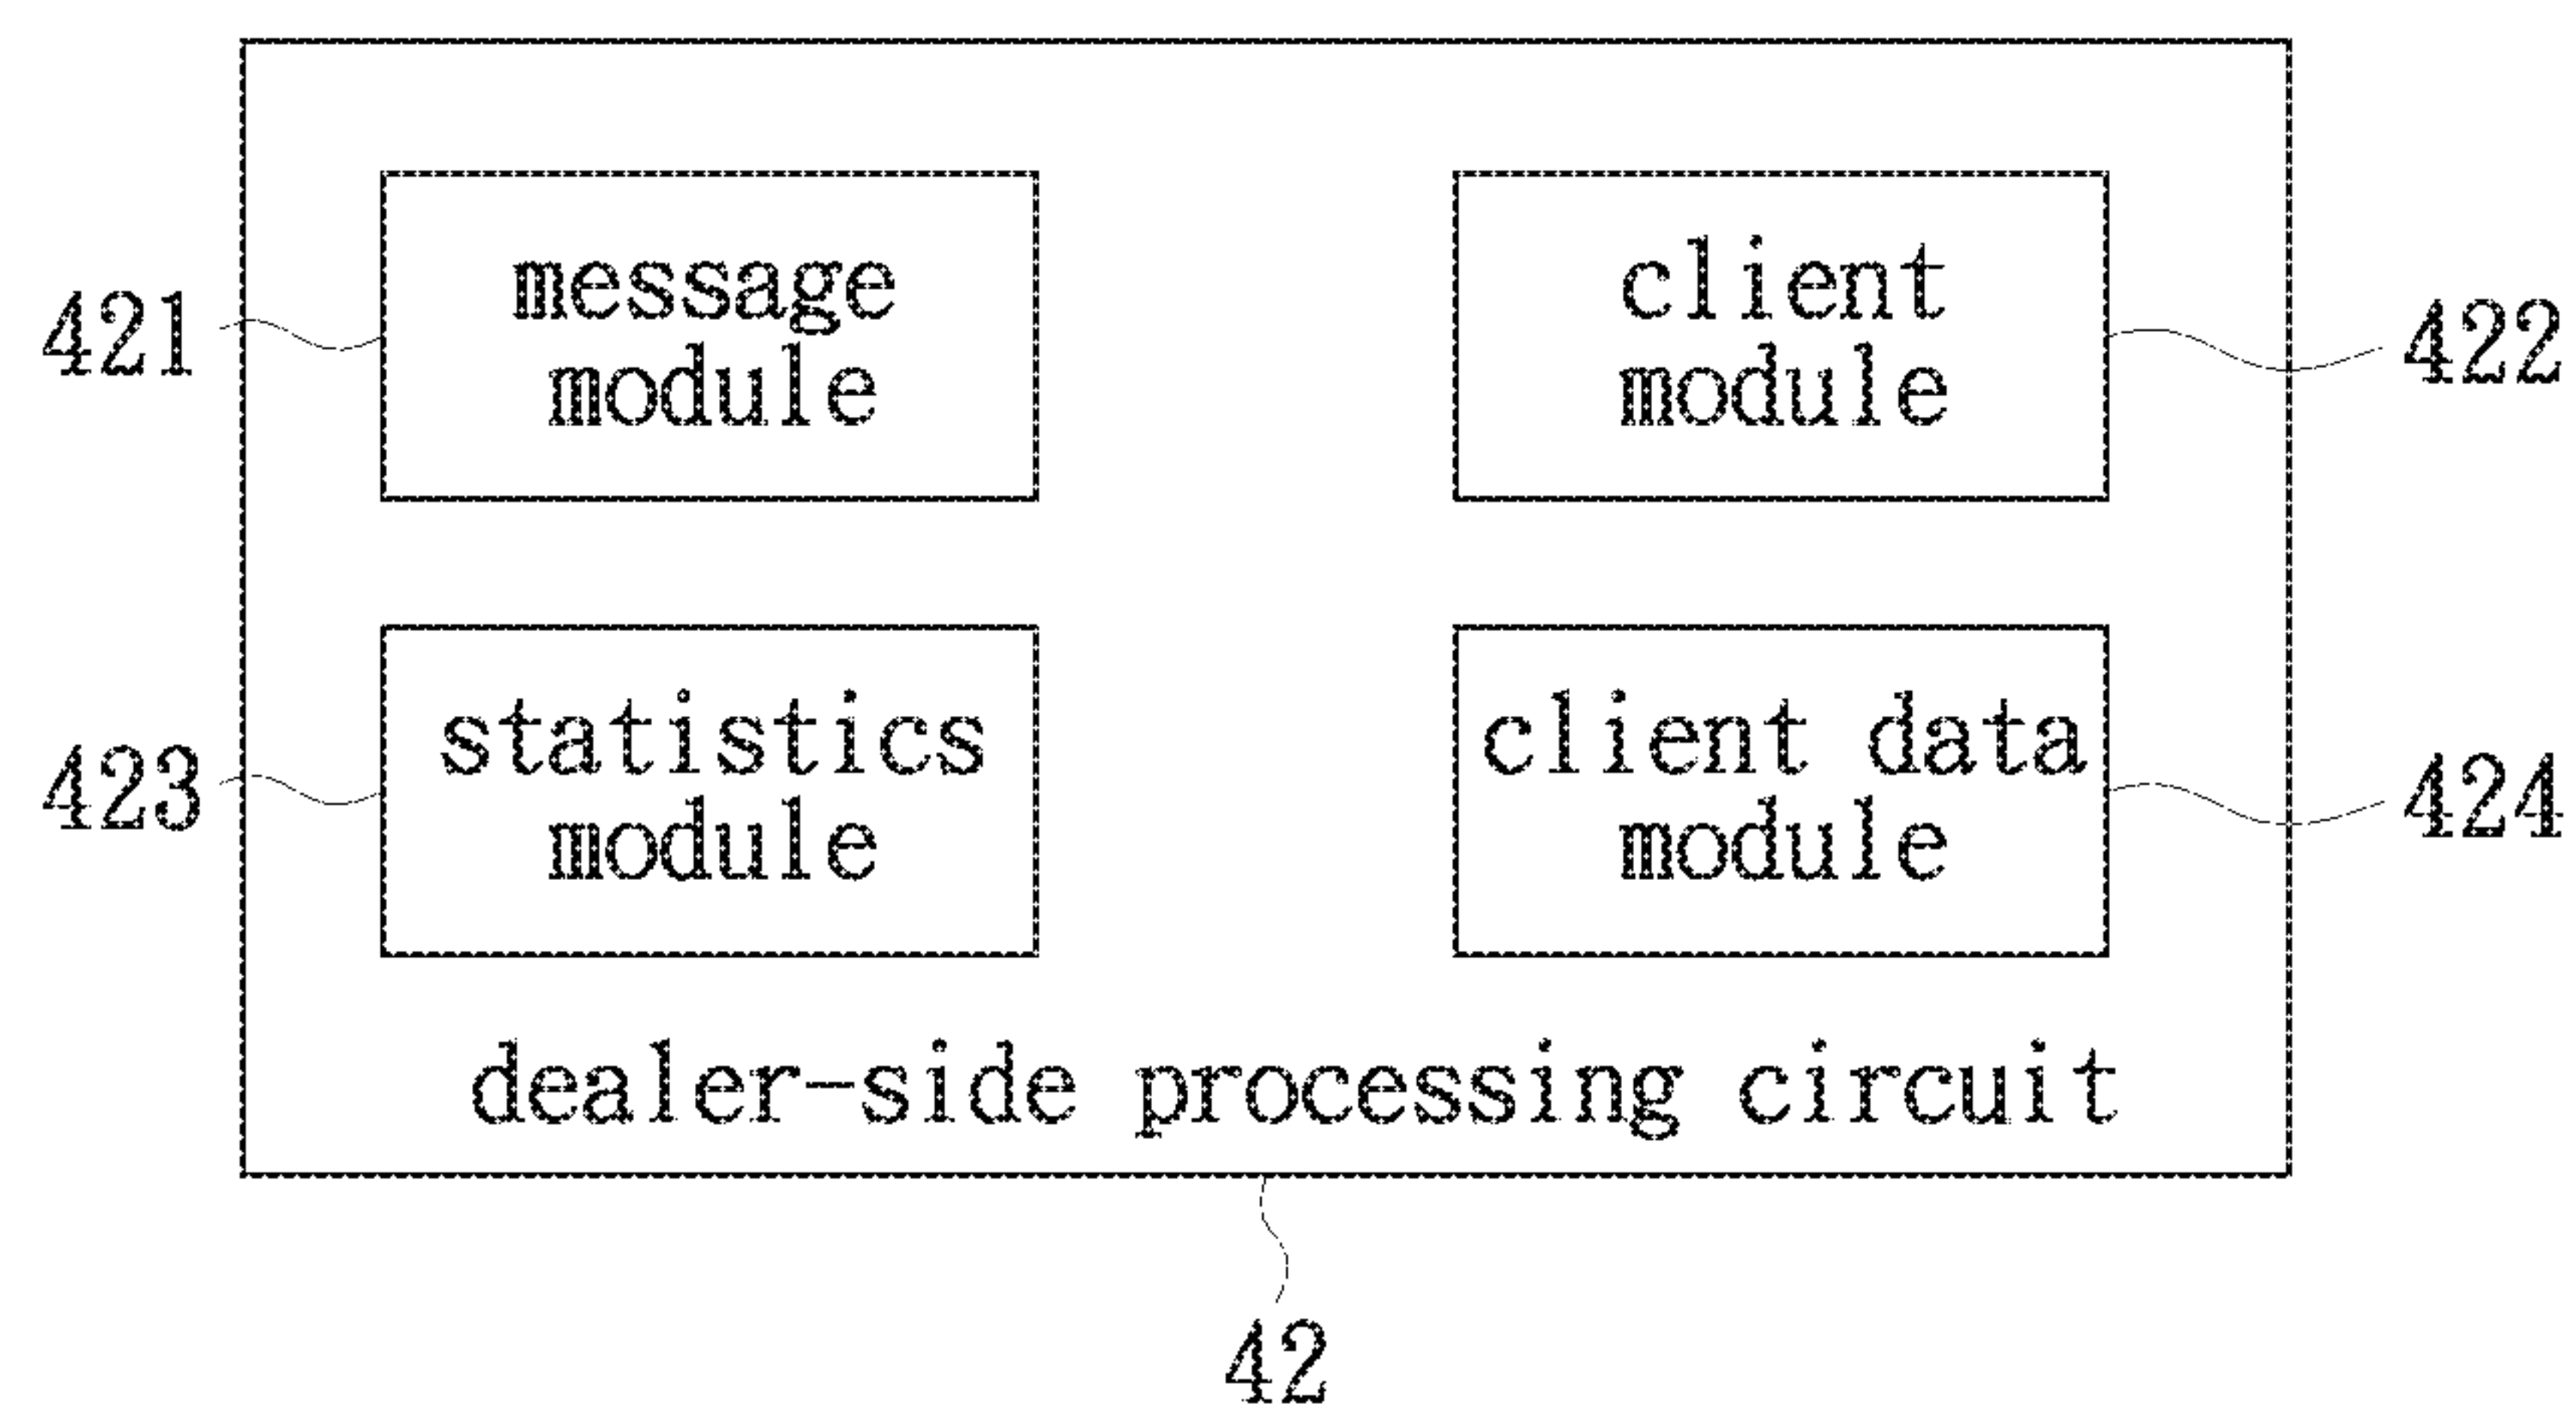 421
message
module
client
module
422
423
statistics
module
client data
module
424
dealer-side processing circuit
42